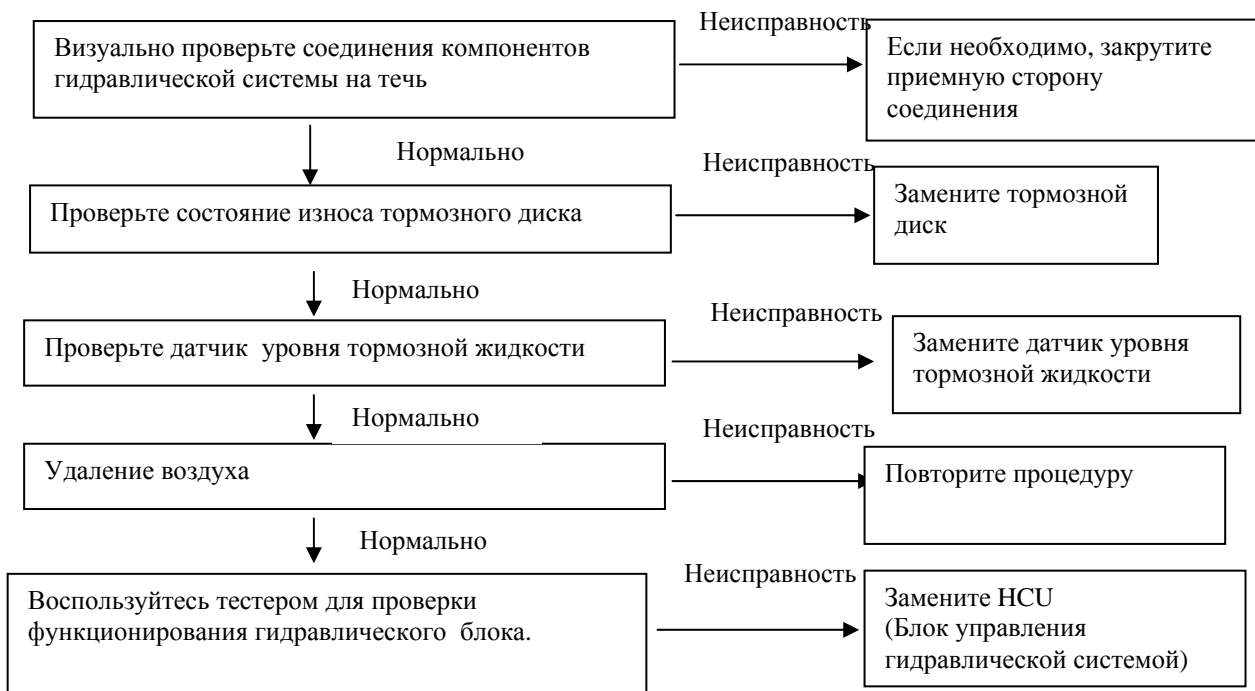 Неисправность
Визуально проверьте соединения компонентов
гидравлической системы на течь
Если необходимо, закрутите
приемную сторону
соединения
Нормально
Неисправность
Проверьте состояние износа тормозного диска
Замените тормозной
диск
Нормально
Неисправность
Проверьте датчик уровня тормозной жидкости
Замените датчик уровня
тормозной жидкости
Нормально
Неисправность
Удаление воздуха
Повторите процедуру
Нормально
Неисправность
Воспользуйтесь тестером для проверки
функционирования гидравлического блока.
Замените HCU
(Блок управления
гидравлической системой)